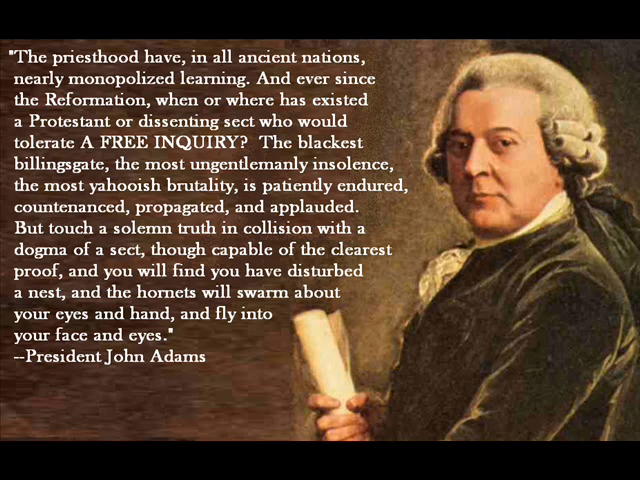 "The priesthood have, in all ancient nations,
nearly monopolized learning. And ever since
the Reformation, when or where has existed
a Protestant or dissenting sect who would
tolerate A FREE INQUIRY? The blackest
billingsgate, the most ungentlemanly insolence,
the most yahooish brutality, is patiently endured,
countenanced, propagated, and applauded.
But touch a solemn truth in collision with a
dogma of a sect, though capable of the clearest
proof, and you will find you have disturbed
a nest, and the hornets will swarm about
your eyes and hand, and fly into
your face and eyes."
--President John Adams